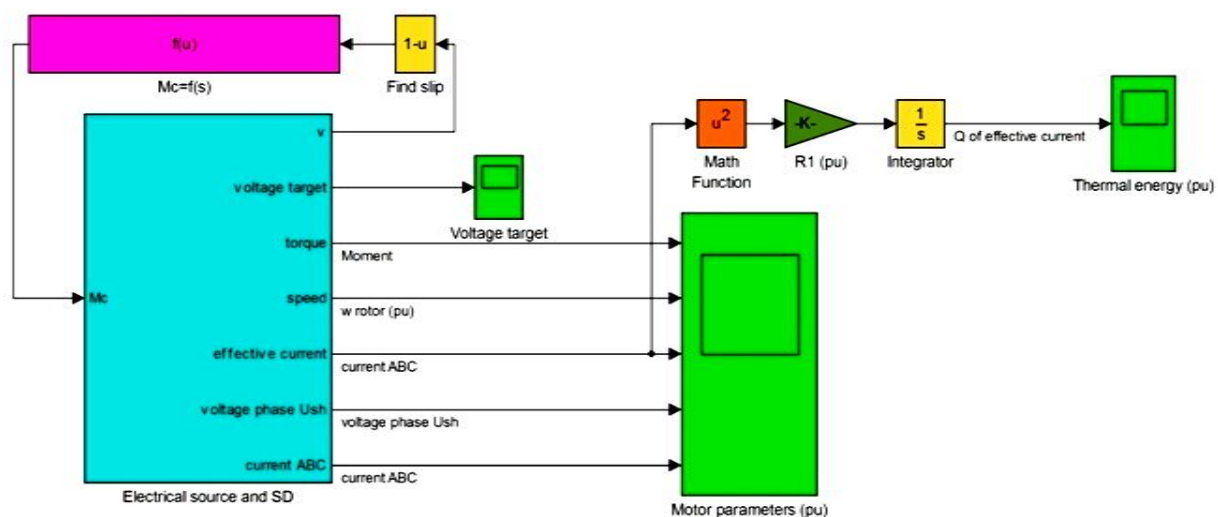 f(u)
Mc=f(s)
1-u
Find slip
v
voltage target
torque
Mc
speed
effective current
voltage phase Ush
current ABC
Electrical source and SD
Voltage target
Moment
w rotor (pu)
current ABC
voltage phase Ush
current ABC
u²
Math
Function
-K-
R1 (pu)
1
s
Integrator
Q of effective current
Thermal energy (pu)
Motor parameters (pu)